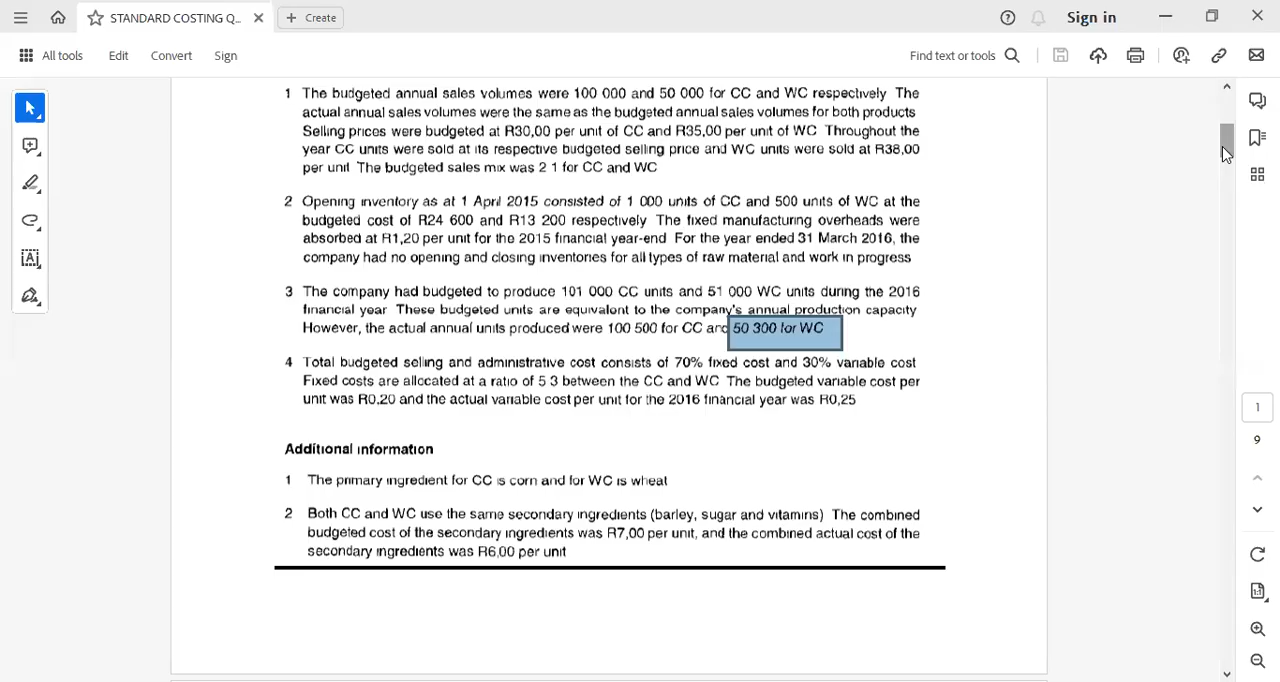 STANDARD COSTING Q...
Create
Sign in
All tools
Edit
Convert
Sign
Find text or tools
1 The budgeted annual sales volumes were 100 000 and 50 000 for CC and WC respectively The
actual annual sales volumes were the same as the budgeted annual sales volumes for both products
Selling prices were budgeted at R30,00 per unit of CC and R35,00 per unit of WC Throughout the
year CC units were sold at its respective budgeted selling price and WC units were sold at R38,00
per unit The budgeted sales mix was 2 1 for CC and WC
2 Opening inventory as at 1 April 2015 consisted of 1 000 units of CC and 500 units of WC at the
budgeted cost of R24 600 and R13 200 respectively The fixed manufacturing overheads were
absorbed at R1,20 per unit for the 2015 financial year-end For the year ended 31 March 2016, the
company had no opening and closing inventories for all types of raw material and work in progress
3 The company had budgeted to produce 101 000 CC units and 51 000 WC units during the 2016
financial year These budgeted units are equivalent to the company's annual production capacity
However, the actual annual units produced were 100 500 for CC and 50 300 for WC
4 Total budgeted selling and administrative cost consists of 70% fixed cost and 30% variable cost
Fixed costs are allocated at a ratio of 5 3 between the CC and WC The budgeted variable cost per
unit was R0,20 and the actual variable cost per unit for the 2016 financial year was R0,25
Additional information
1 The primary ingredient for CC is corn and for WC is wheat
2 Both CC and WC use the same secondary ingredients (barley, sugar and vitamins) The combined
budgeted cost of the secondary ingredients was R7,00 per unit, and the combined actual cost of the
secondary ingredients was R6,00 per unit
1
9